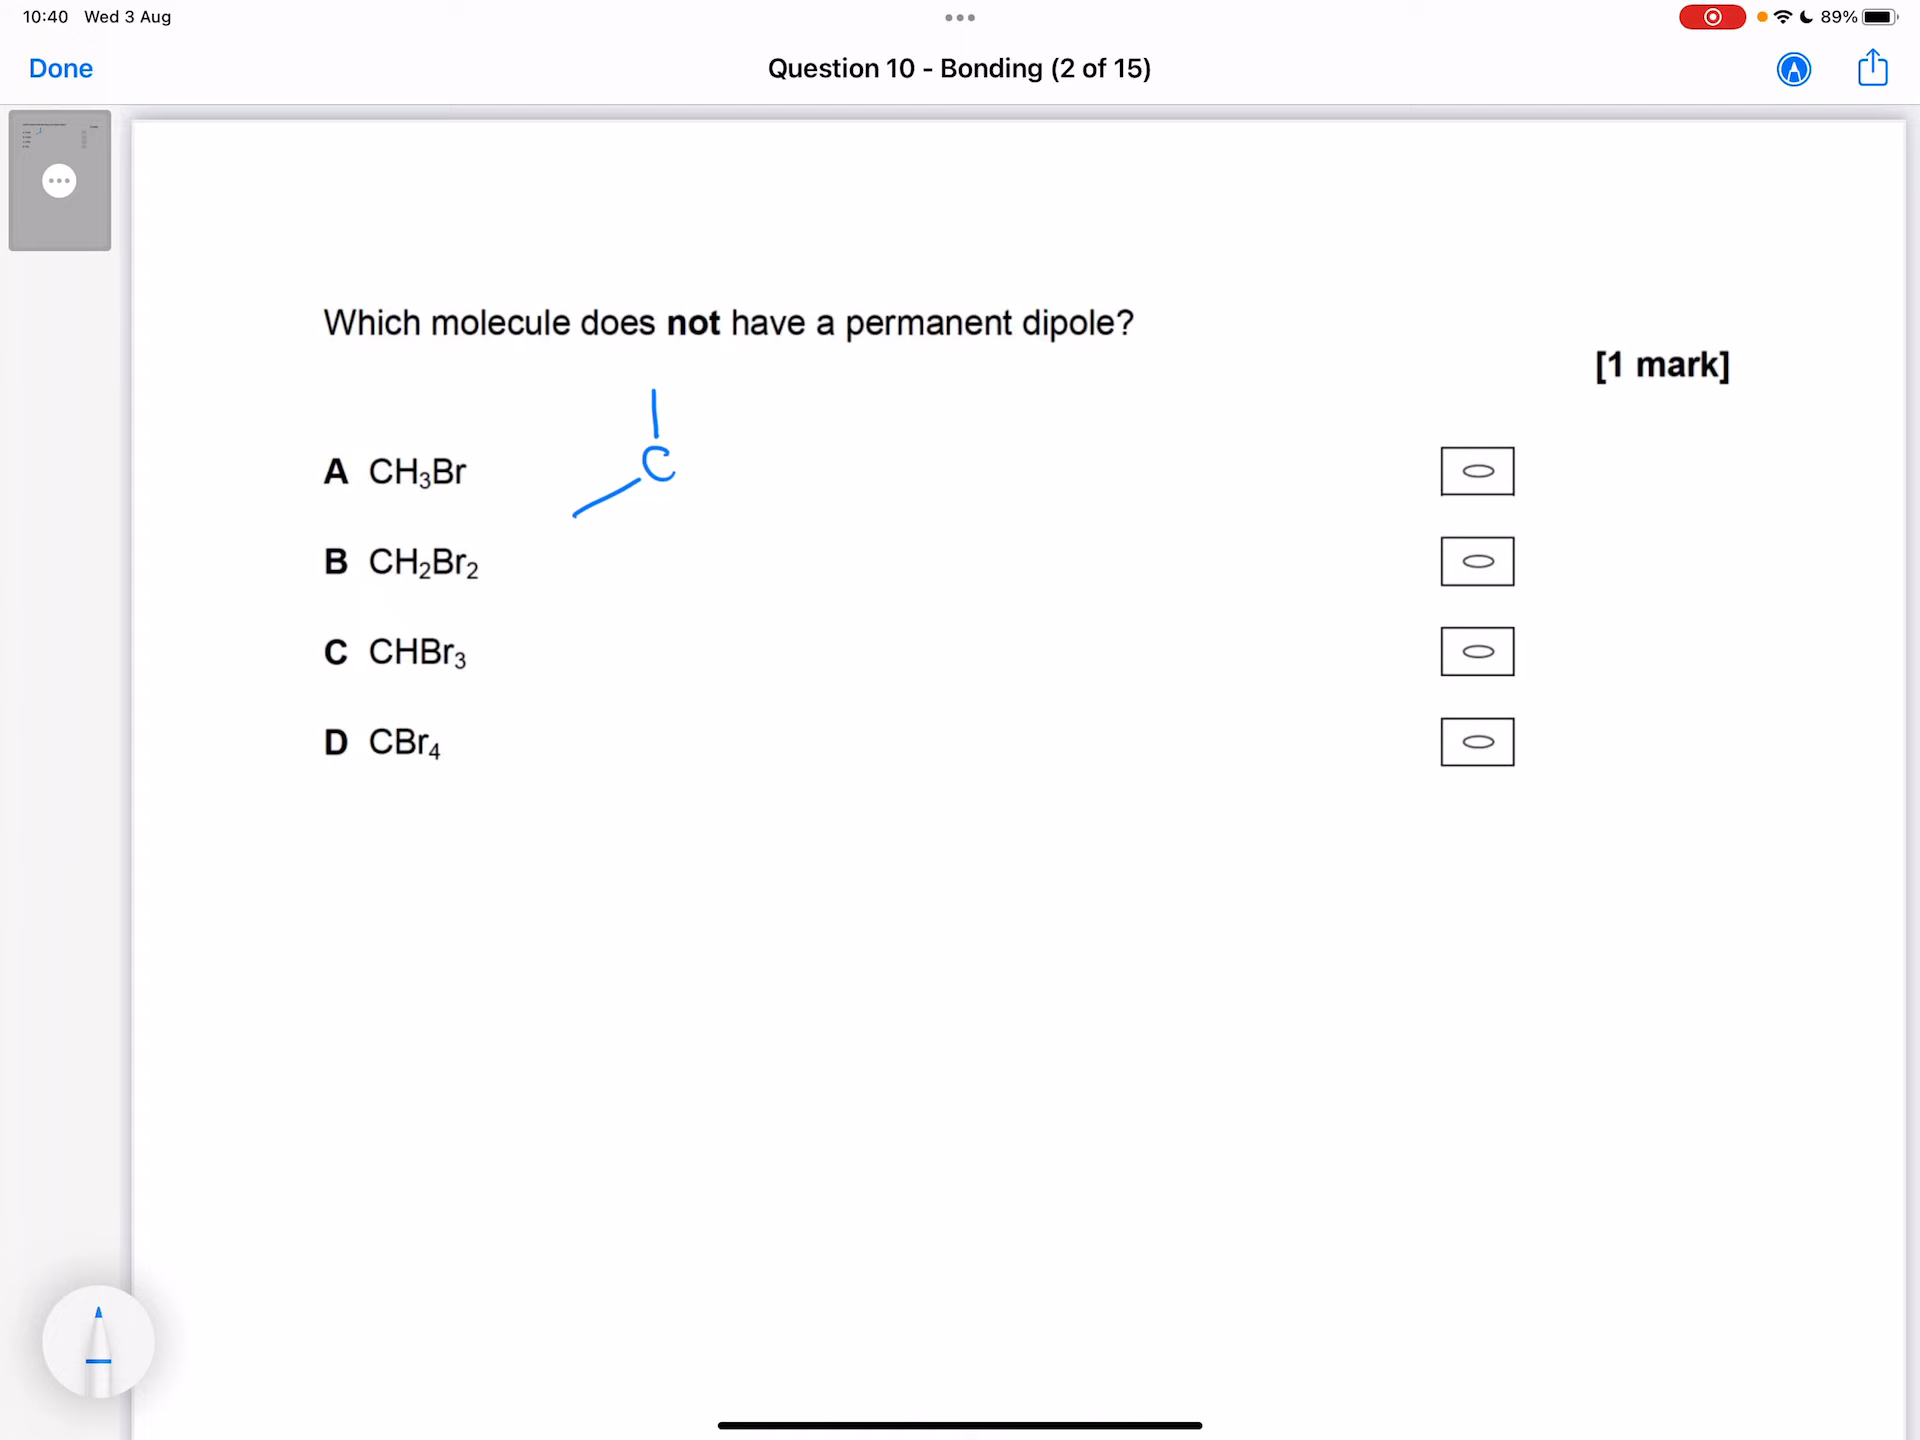 10:40 Wed 3 Aug
89%
Done
Question 10 - Bonding (2 of 15)
Which molecule does not have a permanent dipole?
[1 mark]
C
A CH₃Br
B CH₂Br₂
C CHBr₃
D CBr₄